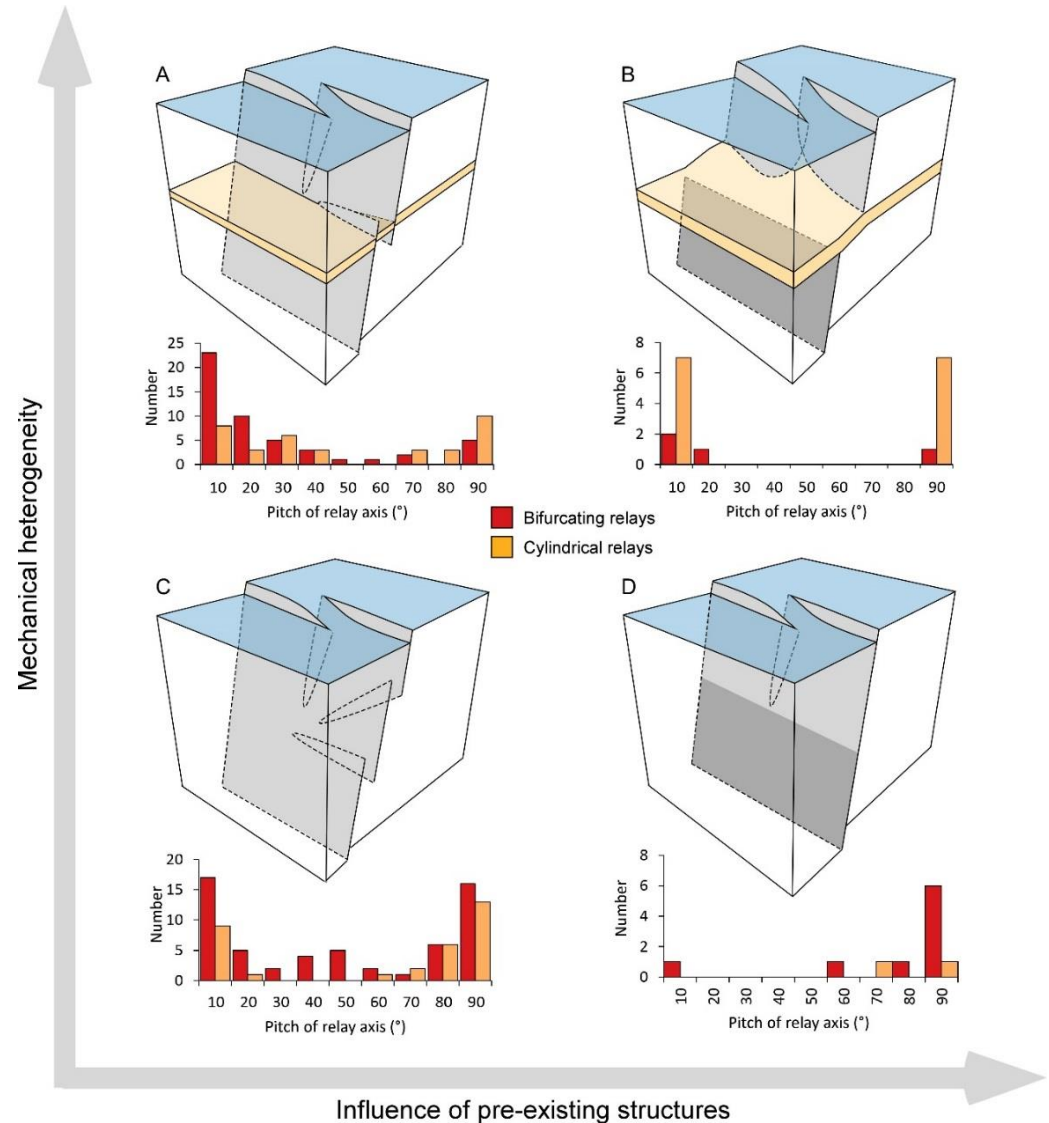 Mechanical heterogeneity
A
B
25
20
15
10
5
0
Number
10 20 30 40 50 60 70 80 90
Pitch of relay axis (°)
8
6
4
2
0
Number
10 20 30 40 50 60 70 80 90
Pitch of relay axis (°)
Bifurcating relays
Cylindrical relays
C
D
20
15
10
5
0
Number
10 20 30 40 50 60 70 80 90
Pitch of relay axis (°)
8
6
4
2
0
Number
10 20 30 40 50 60 70 80 90
Pitch of relay axis (°)
Influence of pre-existing structures